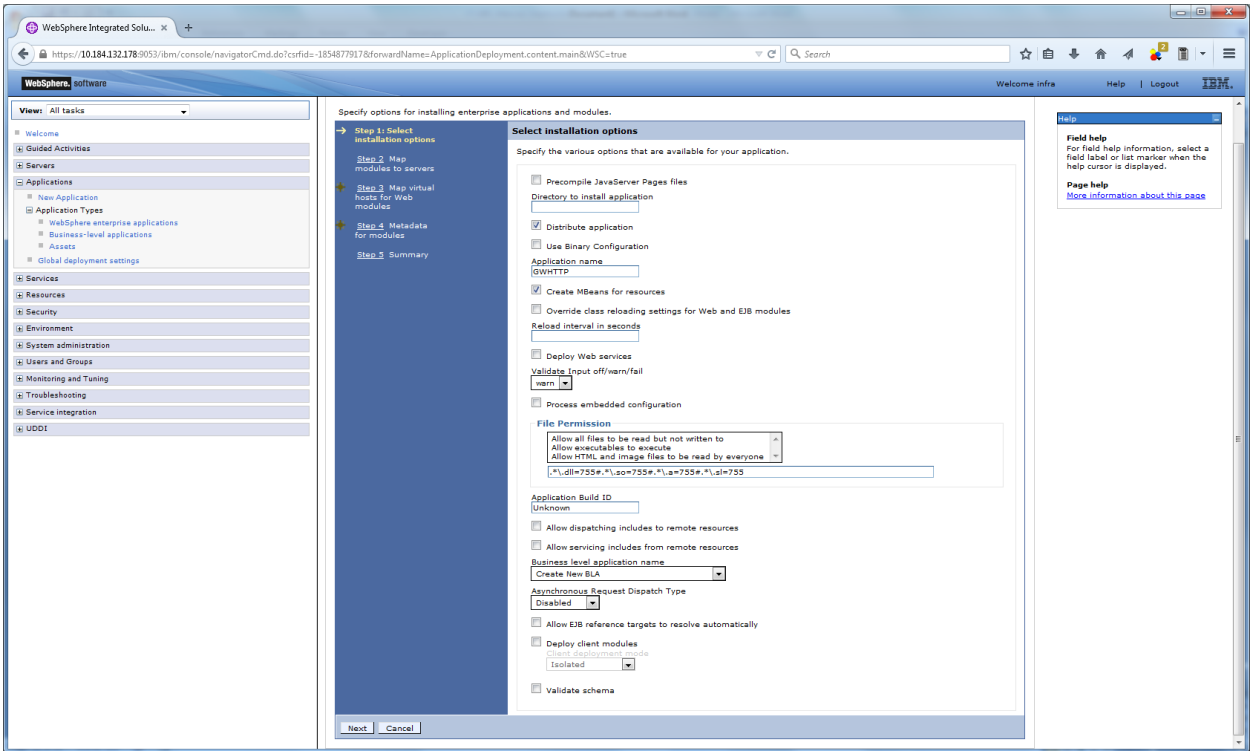 WebSphere Integrated Solu... × +
https://10.184.132.178:9053/ibm/console/navigatorCmd.do?csrfid=-1854877917&forwardName=ApplicationDeployment.content.main&WSC=true
Search
2
WebSphere. software
Welcome infra
Help | Logout
IBM.
View: All tasks
Welcome
Guided Activities
Servers
Applications
New Application
Application Types
WebSphere enterprise applications
Business-level applications
Assets
Global deployment settings
Services
Resources
Security
Environment
System administration
Users and Groups
Monitoring and Tuning
Troubleshooting
Service integration
UDDI
Specify options for installing enterprise applications and modules.
Step 1: Select
installation options
Step 2 Map
modules to servers
Step 3 Map virtual
hosts for Web
modules
Step 4 Metadata
for modules
Step 5 Summary
Select installation options
Specify the various options that are available for your application.
Precompile JavaServer Pages files
Directory to install application
Distribute application
Use Binary Configuration
Application name
GWHTTP
Create MBeans for resources
Override class reloading settings for Web and EJB modules
Reload interval in seconds
Deploy Web services
Validate Input off/warn/fail
warn
Process embedded configuration
File Permission
Allow all files to be read but not written to
Allow executables to execute
Allow HTML and image files to be read by everyone
.*\.dll=755#.*\.so=755#.*\.a=755#.*\.sl=755
Application Build ID
Unknown
Allow dispatching includes to remote resources
Allow servicing includes from remote resources
Business level application name
Create New BLA
Asynchronous Request Dispatch Type
Disabled
Allow EJB reference targets to resolve automatically
Deploy client modules
Client deployment mode
Isolated
Validate schema
Next Cancel
Help
Field help
For field help information, select a
field label or list marker when the
help cursor is displayed.
Page help
More information about this page